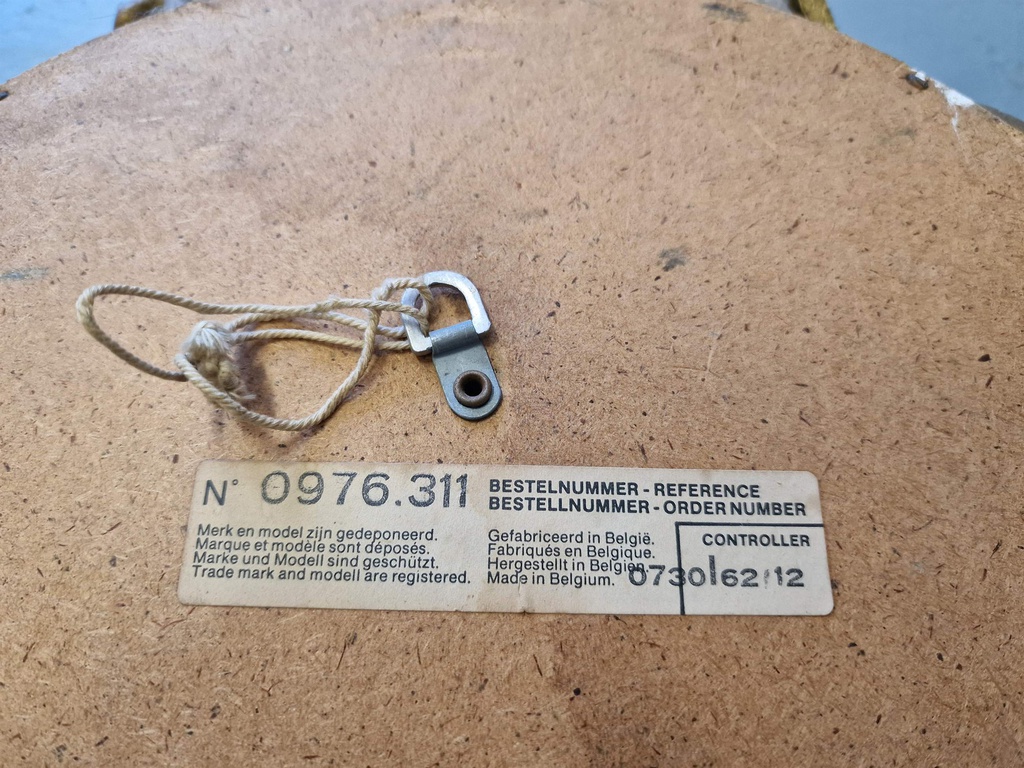 N° 0976.311
BESTELNUMMER - REFERENCE
BESTELLNUMMER - ORDER NUMBER
Merk en model zijn gedeponeerd.
Marque et modèle sont déposés.
Marke und Modell sind geschützt.
Trade mark and modell are registered.
Gefabriceerd in België.
Fabriqués en Belgique.
Hergestellt in Belgien.
Made in Belgium.
CONTROLLER
0730|62/12